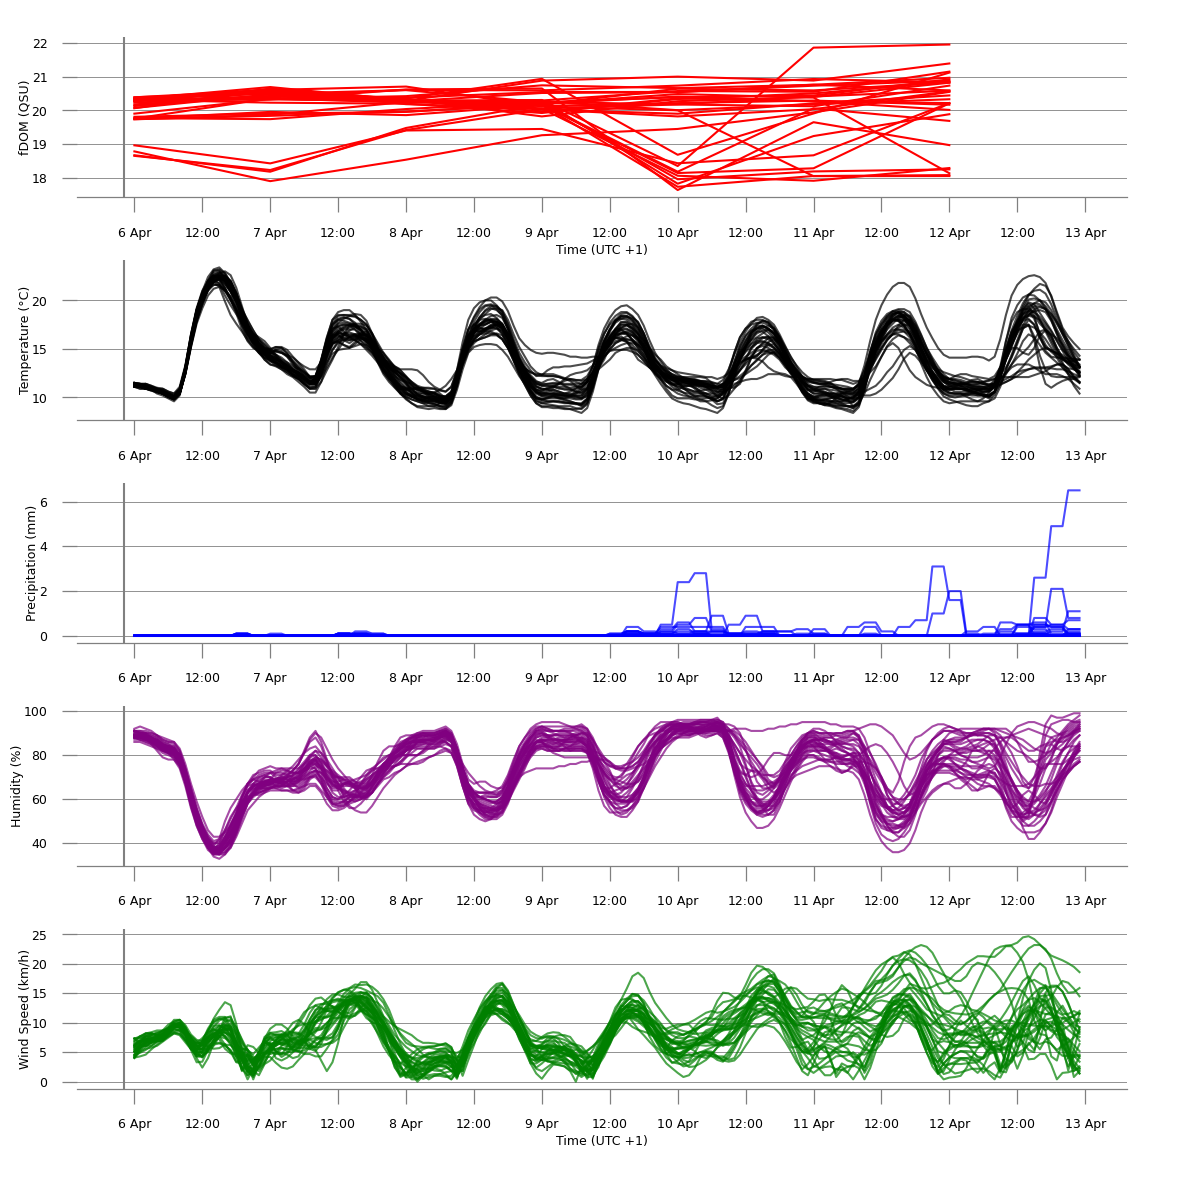 22
21
20
19
18
fDOM (QSU)
6 Apr 12:00 7 Apr 12:00 8 Apr 12:00 9 Apr 12:00 10 Apr 12:00 11 Apr 12:00 12 Apr 12:00 13 Apr
Time (UTC +1)
20
15
10
Temperature (°C)
6 Apr 12:00 7 Apr 12:00 8 Apr 12:00 9 Apr 12:00 10 Apr 12:00 11 Apr 12:00 12 Apr 12:00 13 Apr
6
4
2
0
Precipitation (mm)
6 Apr 12:00 7 Apr 12:00 8 Apr 12:00 9 Apr 12:00 10 Apr 12:00 11 Apr 12:00 12 Apr 12:00 13 Apr
100
80
60
40
Humidity (%)
6 Apr 12:00 7 Apr 12:00 8 Apr 12:00 9 Apr 12:00 10 Apr 12:00 11 Apr 12:00 12 Apr 12:00 13 Apr
25
20
15
10
5
0
Wind Speed (km/h)
6 Apr 12:00 7 Apr 12:00 8 Apr 12:00 9 Apr 12:00 10 Apr 12:00 11 Apr 12:00 12 Apr 12:00 13 Apr
Time (UTC +1)